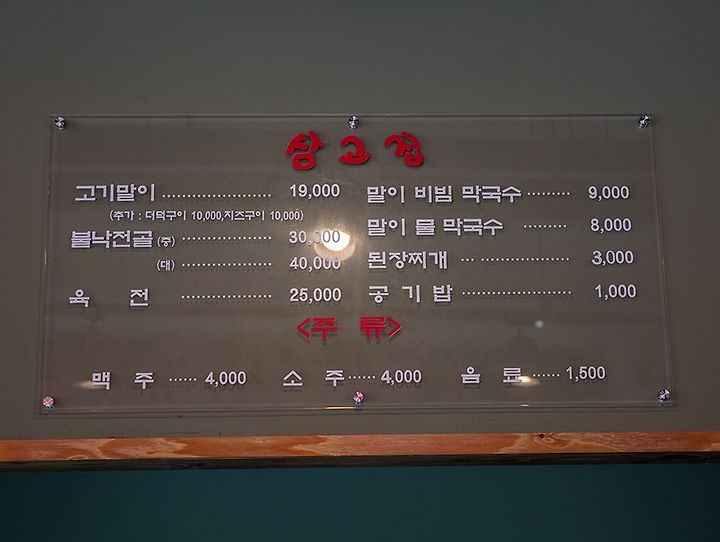 삼고집
고기말이 ........................ 19,000
(추가 : 더덕구이 10,000,치즈구이 10,000)
불낙전골 (중) .................... 30,000
(대) .................... 40,000
육 전 .................... 25,000
말이 비빔 막국수 ......... 9,000
말이 물 막국수 ......... 8,000
된장찌개 ... .................... 3,000
공기밥 ........................ 1,000
<주 류>
맥 주 ...... 4,000 소 주 ...... 4,000 음 료 ...... 1,500